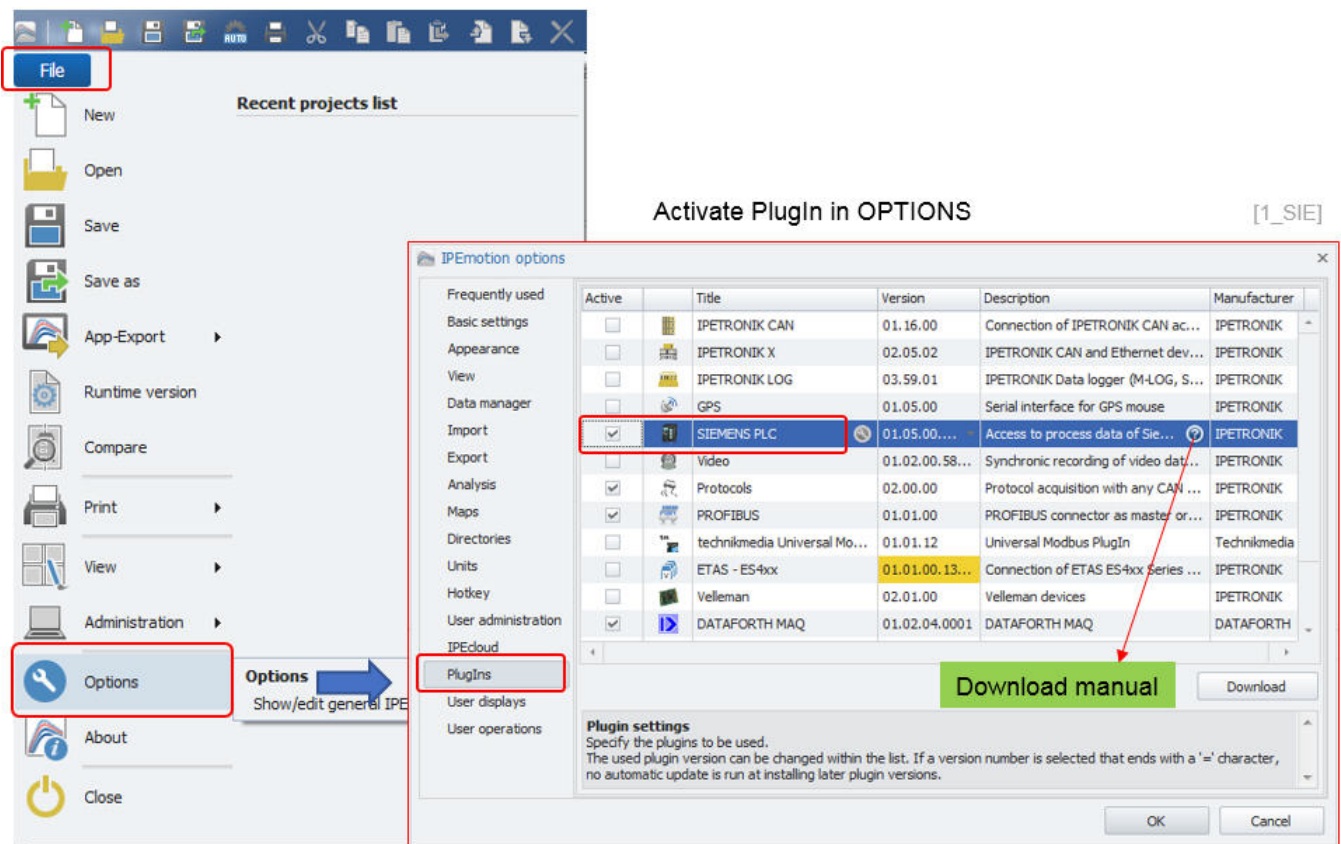 AUTO
File
Recent projects list
New
Open
Save
Save as
App-Export
Runtime version
Compare
Print
View
Administration
Options
Options
Show/edit general IPE
About
Close
Activate PlugIn in OPTIONS
[1_SIE]
IPEmotion options
Frequently used
Basic settings
Appearance
View
Data manager
Import
Export
Analysis
Maps
Directories
Units
Hotkey
User administration
IPEcloud
PlugIns
User displays
User operations
Active Title Version Description Manufacturer
IPETRONIK CAN 01.16.00 Connection of IPETRONIK CAN ac... IPETRONIK
IPETRONIK X 02.05.02 IPETRONIK CAN and Ethernet dev... IPETRONIK
IPETRONIK LOG 03.59.01 IPETRONIK Data logger (M-LOG, S... IPETRONIK
GPS 01.05.00 Serial interface for GPS mouse IPETRONIK
SIEMENS PLC 01.05.00.... Access to process data of Sie... IPETRONIK
Video 01.02.00.58... Synchronic recording of video dat... IPETRONIK
Protocols 02.00.00 Protocol acquisition with any CAN ... IPETRONIK
PROFIBUS 01.01.00 PROFIBUS connector as master or... IPETRONIK
technikmedia Universal Mo... 01.01.12 Universal Modbus PlugIn Technikmedia
ETAS - ES4xx 01.01.00.13... Connection of ETAS ES4xx Series ... IPETRONIK
Velleman 02.01.00 Velleman devices IPETRONIK
DATAFORTH MAQ 01.02.04.0001 DATAFORTH MAQ DATAFORTH
Download manual
Download
Plugin settings
Specify the plugins to be used.
The used plugin version can be changed within the list. If a version number is selected that ends with a '=' character,
no automatic update is run at installing later plugin versions.
OK
Cancel